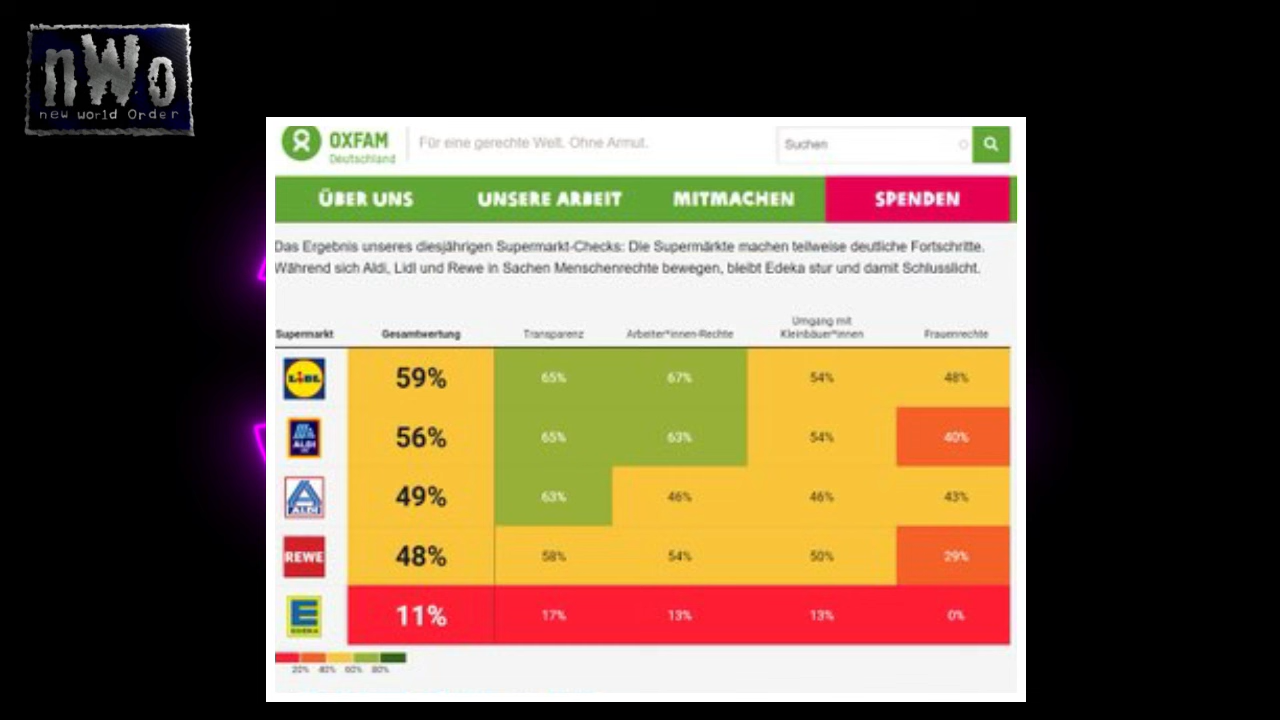 nWo
new world Order
OXFAM
Deutschland
Für eine gerechte Welt. Ohne Armut.
Suchen
ÜBER UNS UNSERE ARBEIT MITMACHEN SPENDEN
Das Ergebnis unseres diesjährigen Supermarkt-Checks: Die Supermärkte machen teilweise deutliche Fortschritte.
Während sich Aldi, Lidl und Rewe in Sachen Menschenrechte bewegen, bleibt Edeka stur und damit Schlusslicht.
Supermarkt Gesamtwertung Transparenz Arbeiter*innen-Rechte Umgang mit Kleinbäuer*innen Frauenrechte
LIDL 59% 65% 67% 54% 48%
ALDI 56% 65% 63% 54% 40%
ALDI 49% 63% 46% 46% 43%
REWE 48% 58% 54% 50% 29%
E EDEKA 11% 17% 13% 13% 0%
20% 40% 60% 80%